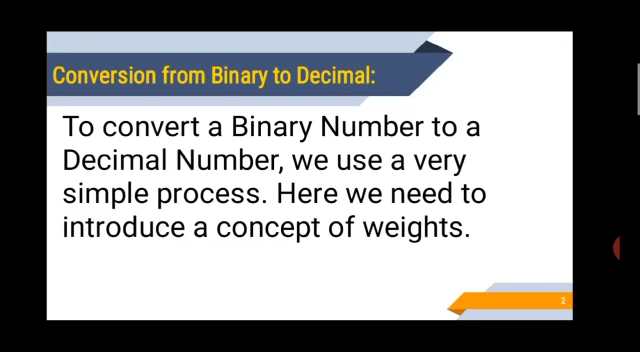 Conversion from Binary to Decimal:
To convert a Binary Number to a
Decimal Number, we use a very
simple process. Here we need to
introduce a concept of weights.
2